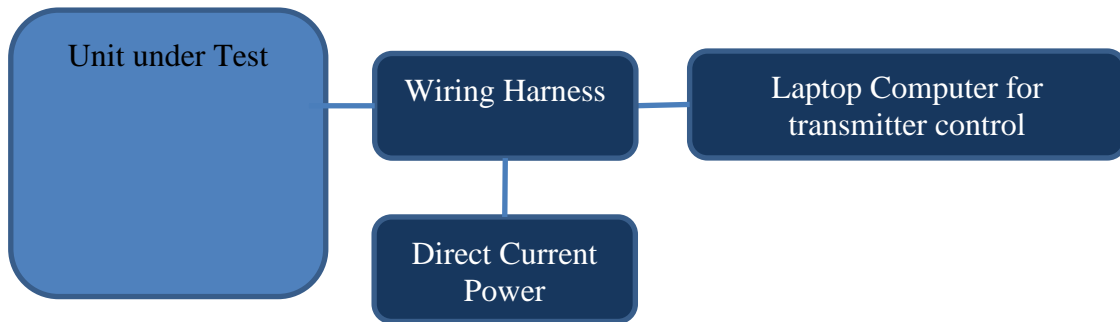 Unit under Test
Wiring Harness
Laptop Computer for
transmitter control
Direct Current
Power